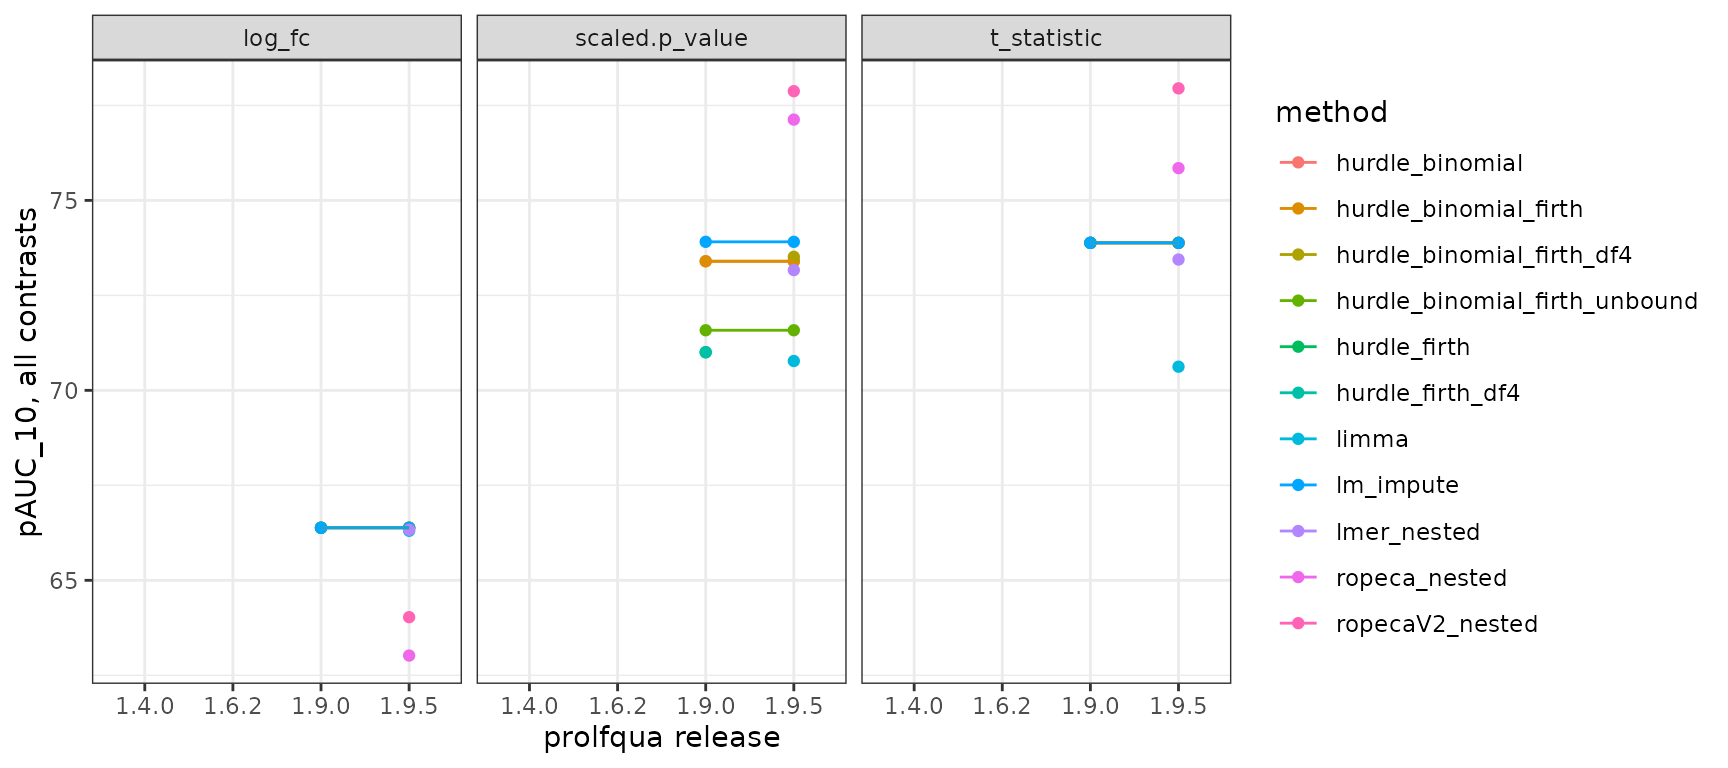 log_fc
scaled.p_value
t_statistic
pAUC_10, all contrasts
75
70
65
1.4.0 1.6.2 1.9.0 1.9.5
1.4.0 1.6.2 1.9.0 1.9.5
1.4.0 1.6.2 1.9.0 1.9.5
prolfqua release
method
hurdle_binomial
hurdle_binomial_firth
hurdle_binomial_firth_df4
hurdle_binomial_firth_unbound
hurdle_firth
hurdle_firth_df4
limma
lm_impute
lmer_nested
ropeca_nested
ropecaV2_nested